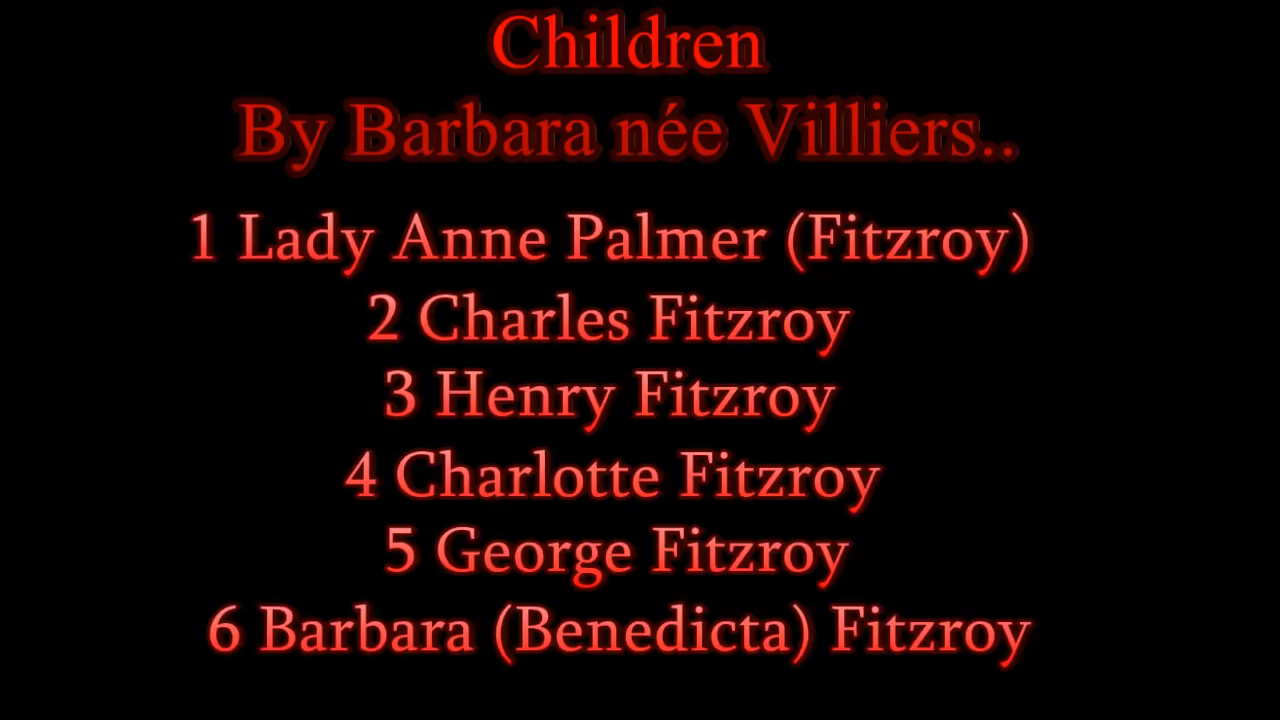 Children
By Barbara née Villiers..
1 Lady Anne Palmer (Fitzroy)
2 Charles Fitzroy
3 Henry Fitzroy
4 Charlotte Fitzroy
5 George Fitzroy
6 Barbara (Benedicta) Fitzroy